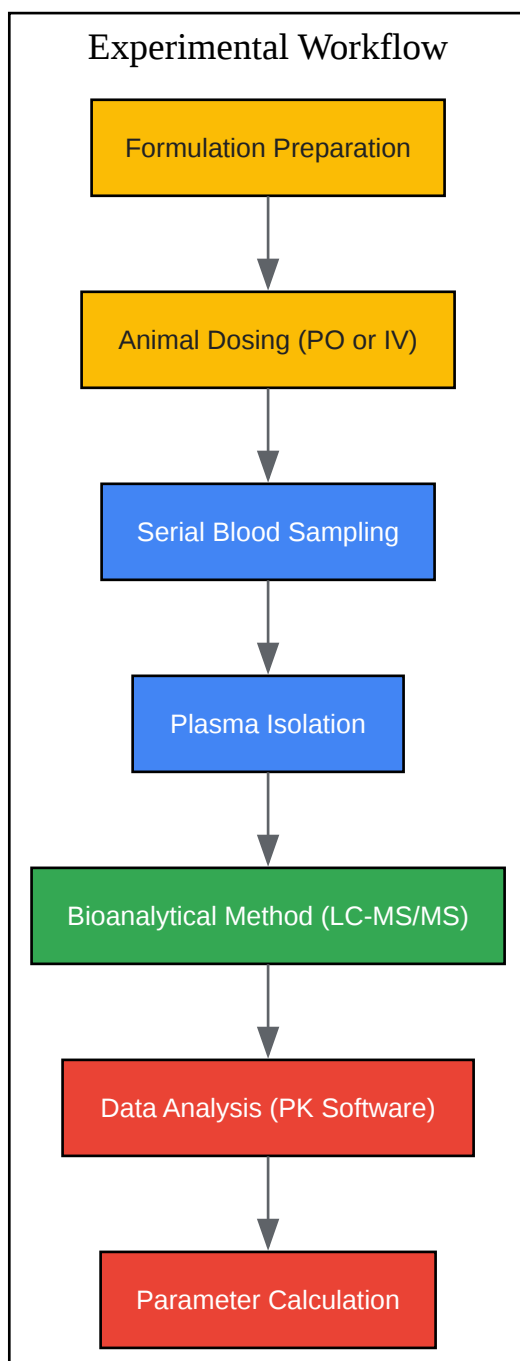 Experimental Workflow
Formulation Preparation
Animal Dosing (PO or IV)
Serial Blood Sampling
Plasma Isolation
Bioanalytical Method (LC-MS/MS)
Data Analysis (PK Software)
Parameter Calculation